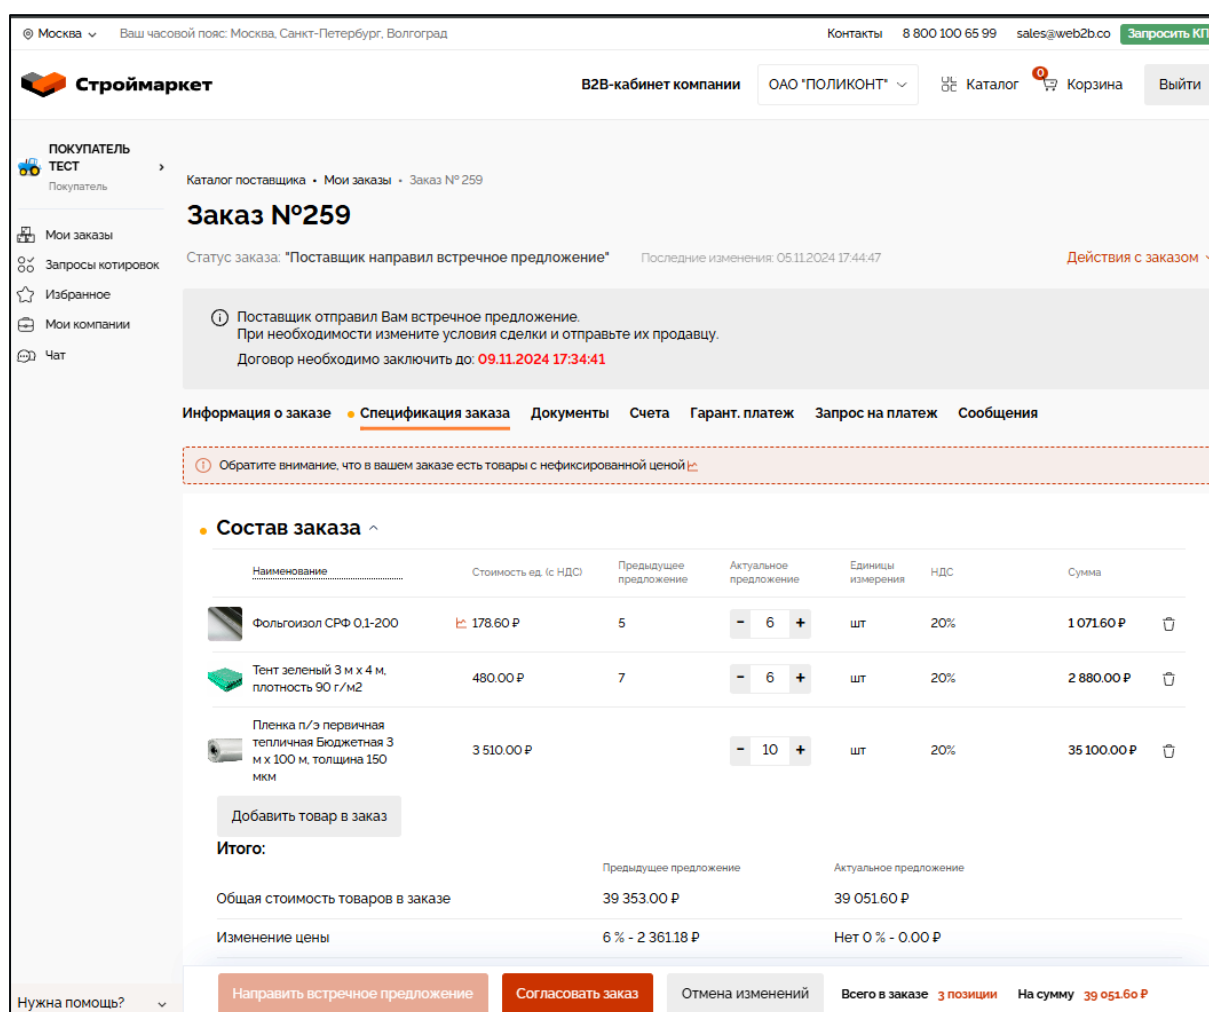 Москва Ваш часовой пояс: Москва, Санкт-Петербург, Волгоград Контакты 8 800 100 65 99 sales@web2b.co Запросить КП
Строймаркет B2B-кабинет компании ОАО "ПОЛИКОНТ" Каталог 0 Корзина Выйти
ПОКУПАТЕЛЬ
ТЕСТ
Покупатель
Мои заказы
Запросы котировок
Избранное
Мои компании
Чат
Каталог поставщика • Мои заказы • Заказ № 259
Заказ №259
Статус заказа: "Поставщик направил встречное предложение" Последние изменения: 05.11.2024 17:44:47 Действия с заказом
Поставщик отправил Вам встречное предложение.
При необходимости измените условия сделки и отправьте их продавцу.
Договор необходимо заключить до: 09.11.2024 17:34:41
Информация о заказе • Спецификация заказа Документы Счета Гарант. платеж Запрос на платеж Сообщения
Обратите внимание, что в вашем заказе есть товары с нефиксированной ценой
• Состав заказа
Наименование Стоимость ед. (с НДС) Предыдущее предложение Актуальное предложение Единицы измерения НДС Сумма
Фольгоизол СРФ 0,1-200 178.60 ₽ 5 - 6 + шт 20% 1 071.60 ₽
Тент зеленый 3 м х 4 м,
плотность 90 г/м2 480.00 ₽ 7 - 6 + шт 20% 2 880.00 ₽
Пленка п/э первичная
тепличная Бюджетная 3
м х 100 м, толщина 150
мкм 3 510.00 ₽ - 10 + шт 20% 35 100.00 ₽
Добавить товар в заказ
Итого:
Предыдущее предложение Актуальное предложение
Общая стоимость товаров в заказе 39 353.00 ₽ 39 051.60 ₽
Изменение цены 6 % - 2 361.18 ₽ Нет 0 % - 0.00 ₽
Нужна помощь? Направить встречное предложение Согласовать заказ Отмена изменений Всего в заказе 3 позиции На сумму 39 051.60 ₽